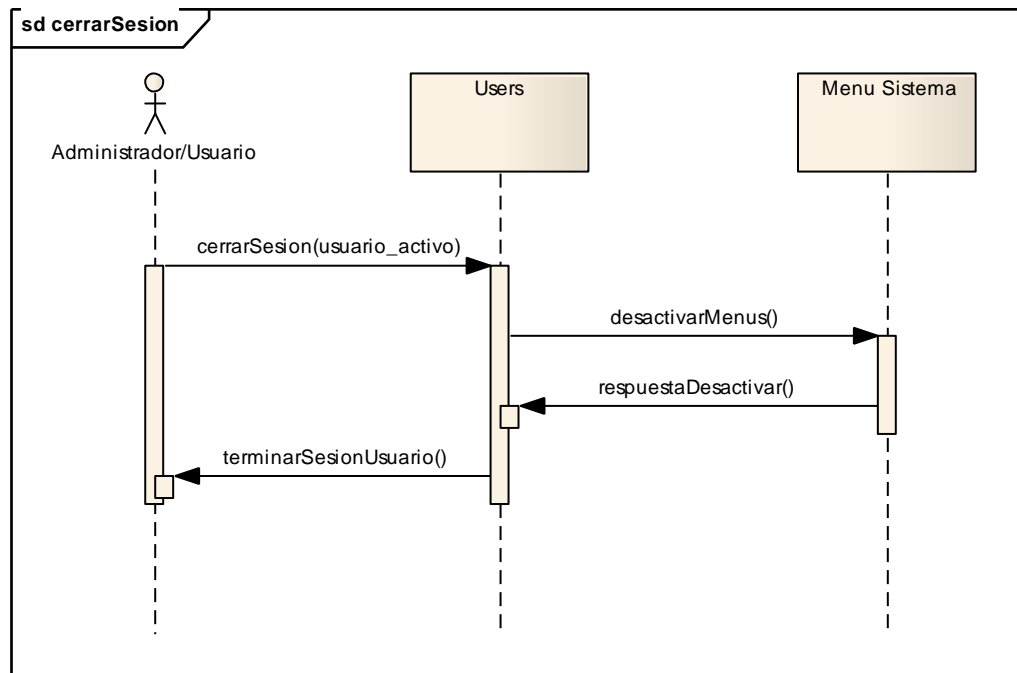 sd cerrarSesion
Administrador/Usuario
Users
Menu Sistema
cerrarSesion(usuario_activo)
desactivarMenus()
respuestaDesactivar()
terminarSesionUsuario()